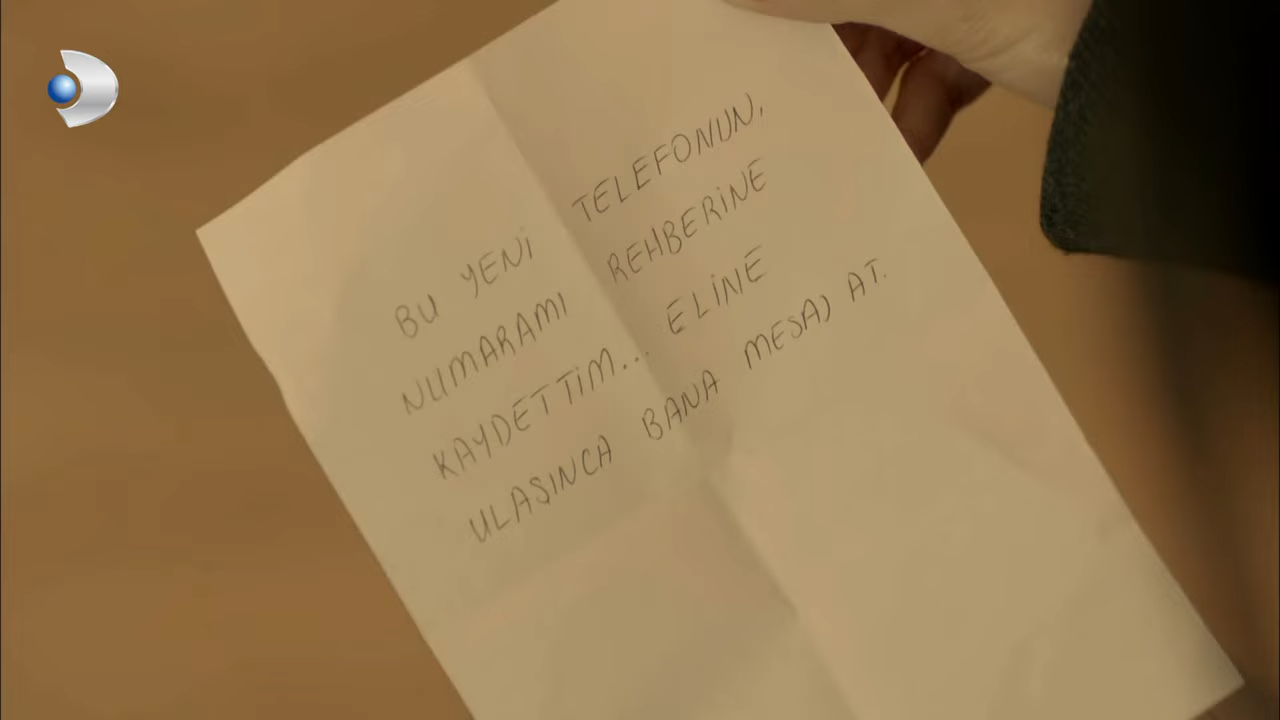 BU YENİ TELEFONUN,
NUMARAMI REHBERİNE
KAYDETTİM... ELİNE
ULAŞINCA BANA MESAJ AT.